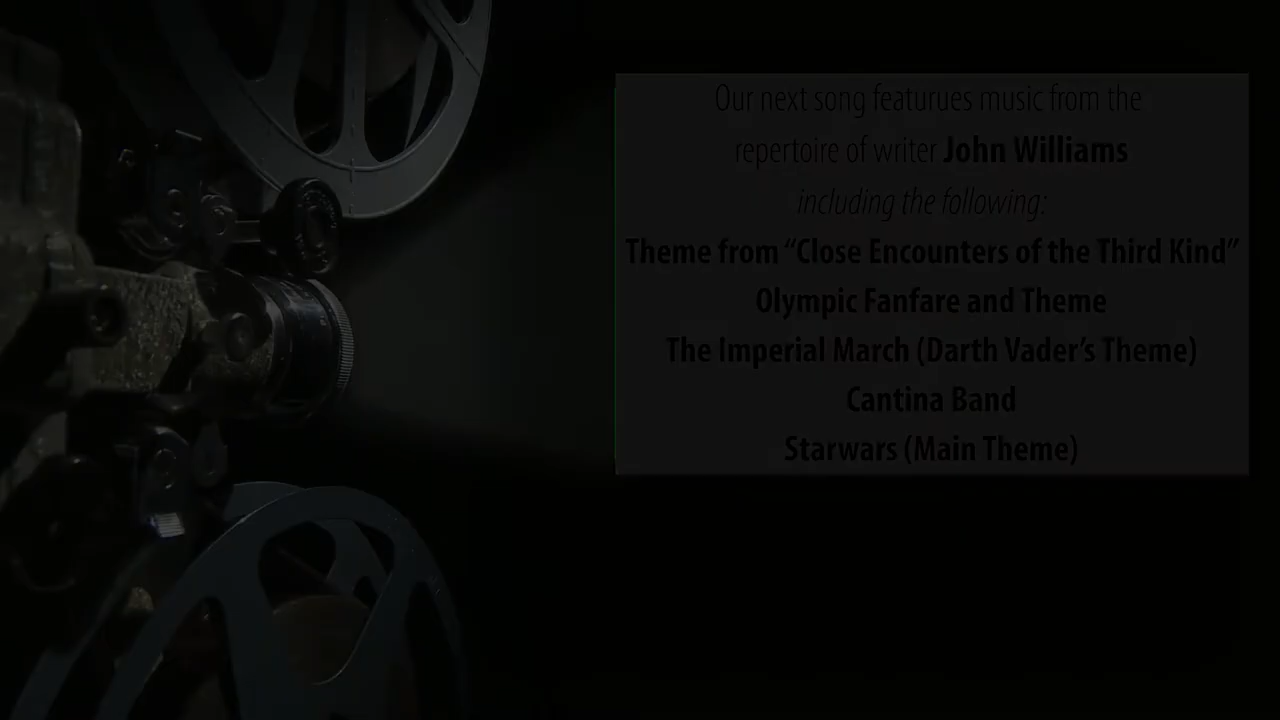 Our next song featurues music from the
repertoire of writer John Williams
including the following:
Theme from “Close Encounters of the Third Kind”
Olympic Fanfare and Theme
The Imperial March (Darth Vader’s Theme)
Cantina Band
Starwars (Main Theme)